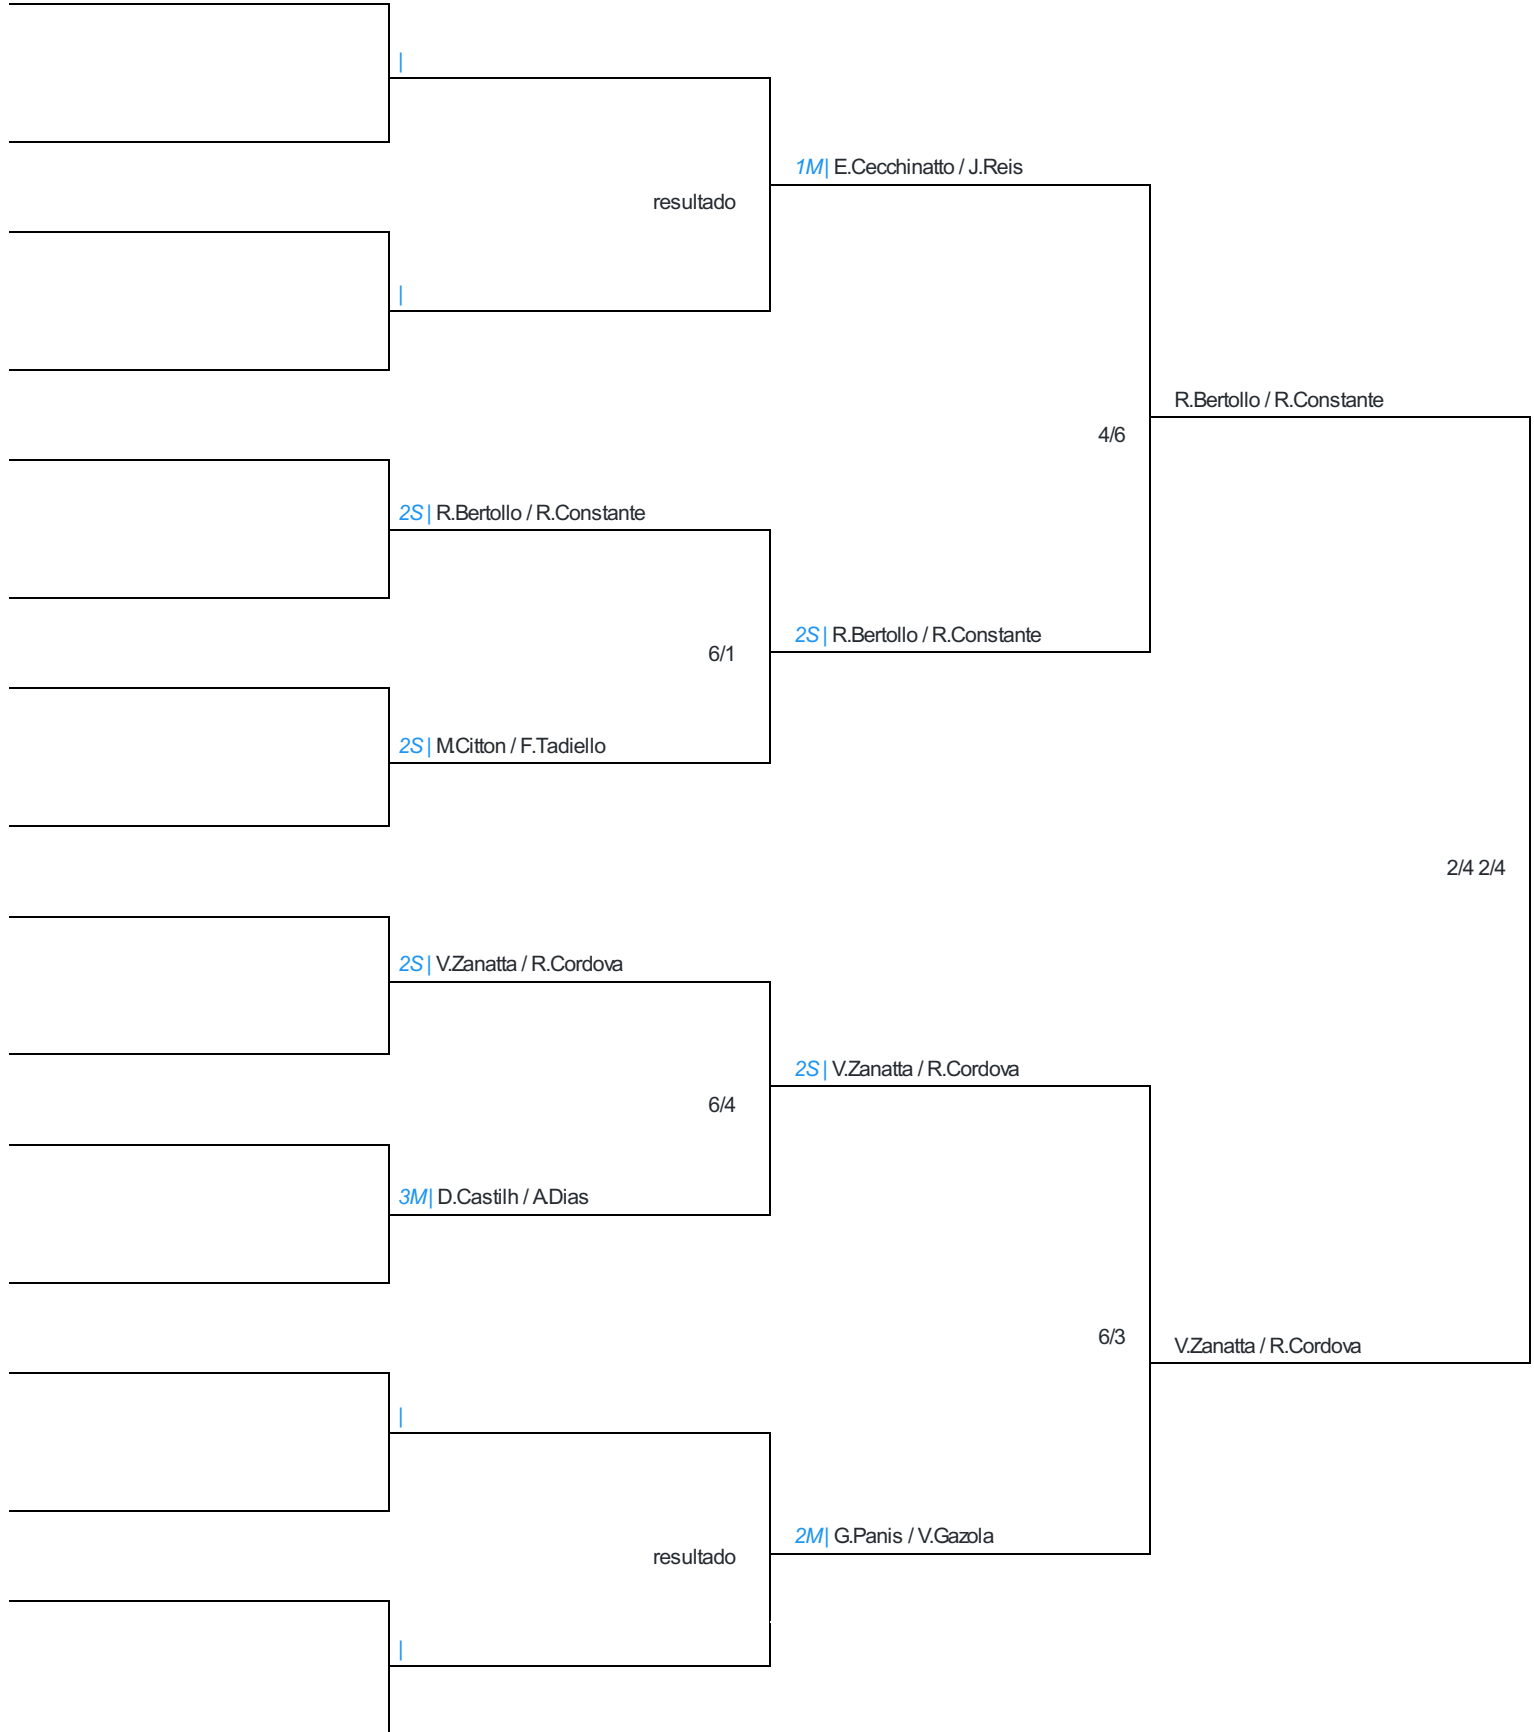 |
1M| E.Cecchinatto / J.Reis
resultado
|
R.Bertollo / R.Constante
4/6
2S| R.Bertollo / R.Constante
2S| R.Bertollo / R.Constante
6/1
2S| M.Citton / F.Tadiello
2/4 2/4
2S| V.Zanatta / R.Cordova
2S| V.Zanatta / R.Cordova
6/4
3M| D.Castilh / A.Dias
6/3
V.Zanatta / R.Cordova
|
2M| G.Panis / V.Gazola
resultado
|